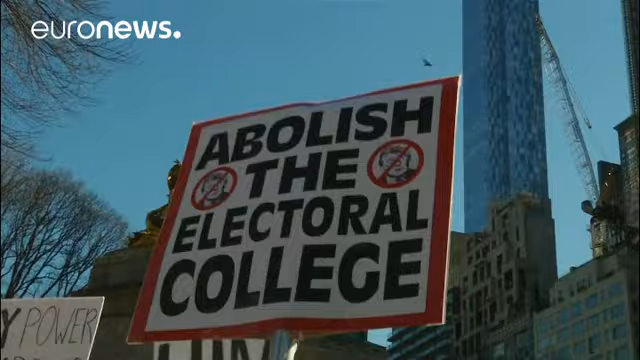 euronews.
ABOLISH
THE
ELECTORAL
COLLEGE
Y POWER